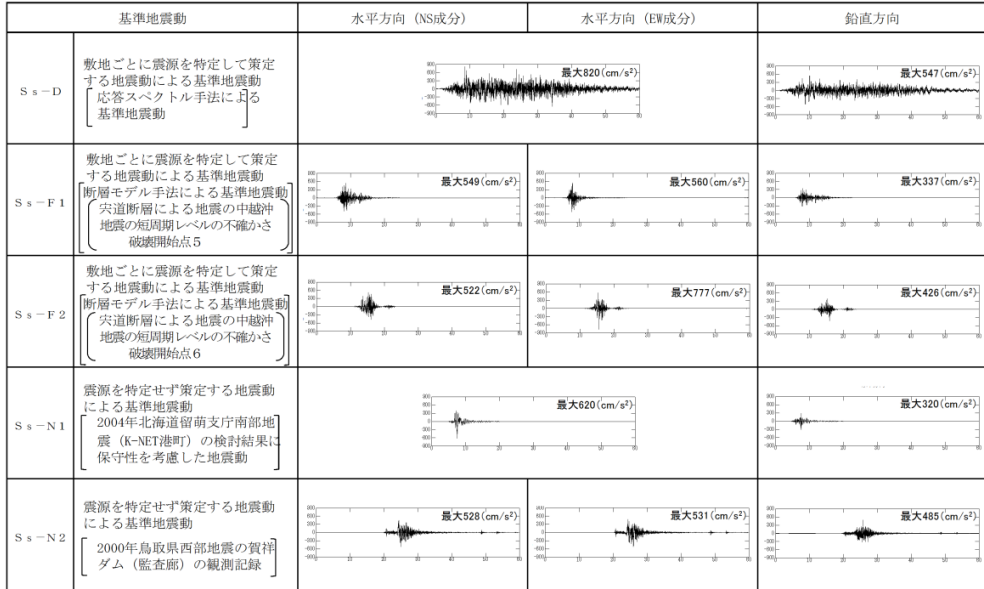 基準地震動
水平方向（NS成分）
水平方向（EW成分）
鉛直方向
Ｓｓ－Ｄ
敷地ごとに震源を特定して策定
する地震動による基準地震動
応答スペクトル手法による
基準地震動
最大820(cm/s²)
最大547(cm/s²)
Ｓｓ－Ｆ１
敷地ごとに震源を特定して策定
する地震動による基準地震動
断層モデル手法による基準地震動
宍道断層による地震の中越沖
地震の短周期レベルの不確かさ
破壊開始点５
最大549(cm/s²)
最大560(cm/s²)
最大337(cm/s²)
Ｓｓ－Ｆ２
敷地ごとに震源を特定して策定
する地震動による基準地震動
断層モデル手法による基準地震動
宍道断層による地震の中越沖
地震の短周期レベルの不確かさ
破壊開始点６
最大522(cm/s²)
最大777(cm/s²)
最大426(cm/s²)
Ｓｓ－Ｎ１
震源を特定せず策定する地震動
による基準地震動
2004年北海道留萌支庁南部地
震（K-NET港町）の検討結果に
保守性を考慮した地震動
最大620(cm/s²)
最大320(cm/s²)
Ｓｓ－Ｎ２
震源を特定せず策定する地震動
による基準地震動
2000年鳥取県西部地震の賀祥
ダム（監査廊）の観測記録
最大528(cm/s²)
最大531(cm/s²)
最大485(cm/s²)